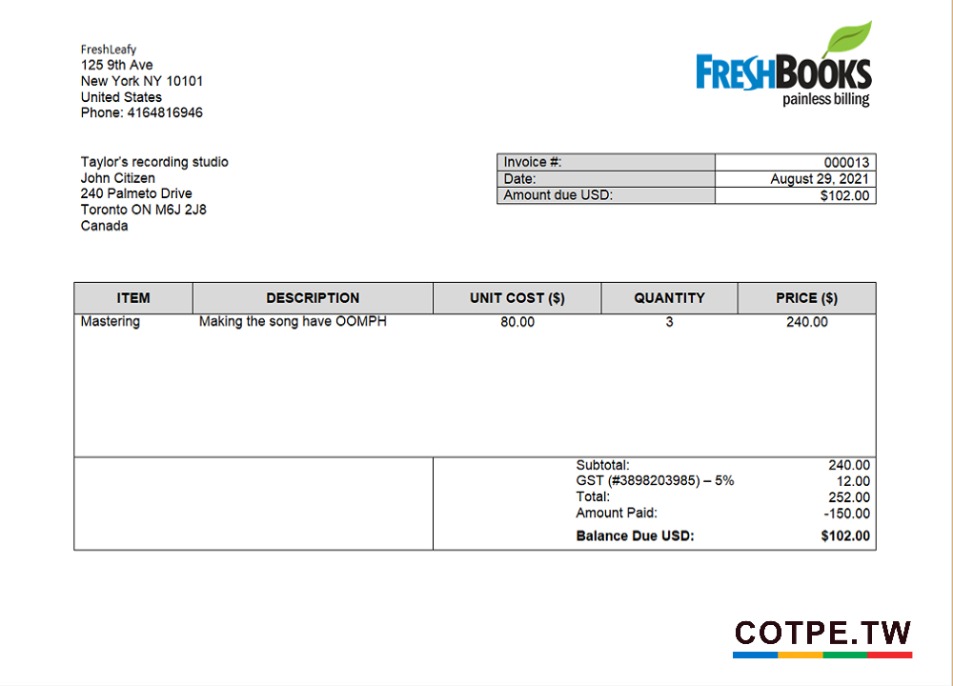 FreshLeafy
125 9th Ave
New York NY 10101
United States
Phone: 4164816946
FRESHBOOKS
painless billing
Taylor's recording studio
John Citizen
240 Palmeto Drive
Toronto ON M6J 2J8
Canada
Invoice #: 000013
Date: August 29, 2021
Amount due USD: $102.00
ITEM DESCRIPTION UNIT COST ($) QUANTITY PRICE ($)
Mastering Making the song have OOMPH 80.00 3 240.00
Subtotal: 240.00
GST (#3898203985) – 5% 12.00
Total: 252.00
Amount Paid: -150.00
Balance Due USD: $102.00
COTPE.TW